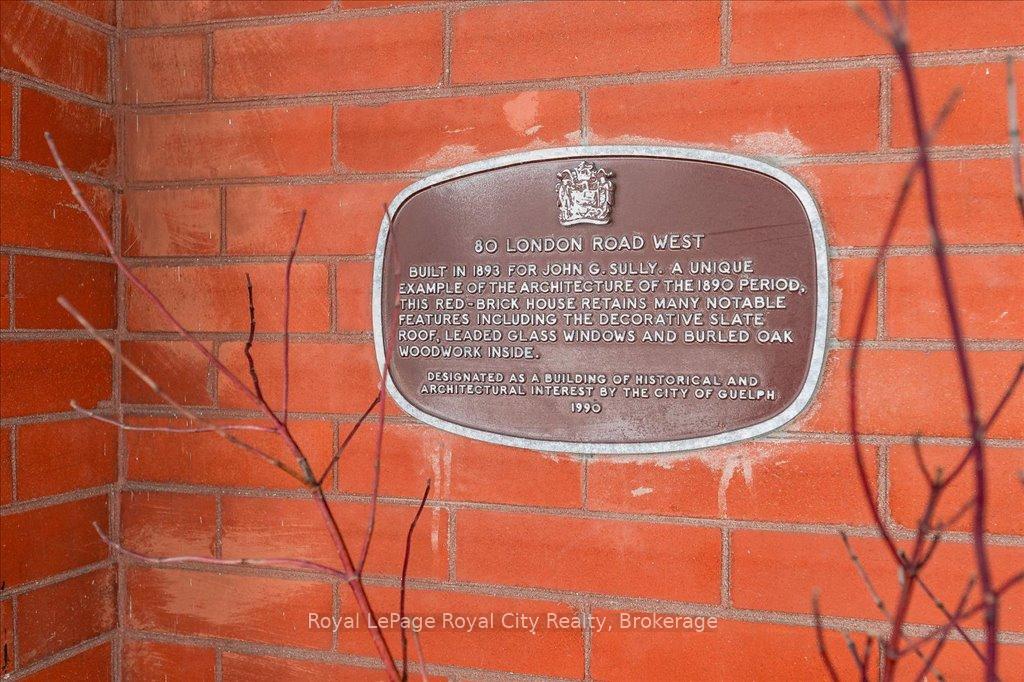 80 LONDON ROAD WEST
BUILT IN 1893 FOR JOHN G. SULLY. A UNIQUE
EXAMPLE OF THE ARCHITECTURE OF THE 1890 PERIOD,
THIS RED-BRICK HOUSE RETAINS MANY NOTABLE
FEATURES INCLUDING THE DECORATIVE SLATE
ROOF, LEADED GLASS WINDOWS AND BURLED OAK
WOODWORK INSIDE.
DESIGNATED AS A BUILDING OF HISTORICAL AND
ARCHITECTURAL INTEREST BY THE CITY OF GUELPH
1990
Royal LePage Royal City Realty, Brokerage